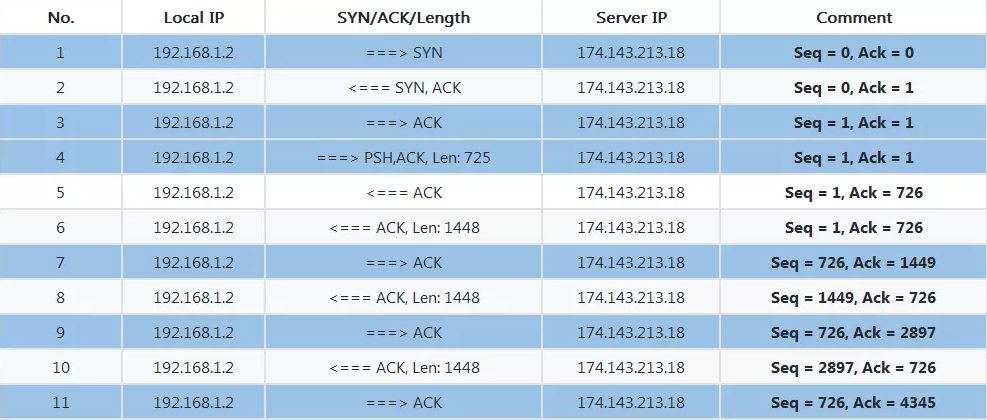 No. Local IP SYN/ACK/Length Server IP Comment
1 192.168.1.2 ===> SYN 174.143.213.18 Seq = 0, Ack = 0
2 192.168.1.2 <=== SYN, ACK 174.143.213.18 Seq = 0, Ack = 1
3 192.168.1.2 ===> ACK 174.143.213.18 Seq = 1, Ack = 1
4 192.168.1.2 ===> PSH,ACK, Len: 725 174.143.213.18 Seq = 1, Ack = 1
5 192.168.1.2 <=== ACK 174.143.213.18 Seq = 1, Ack = 726
6 192.168.1.2 <=== ACK, Len: 1448 174.143.213.18 Seq = 1, Ack = 726
7 192.168.1.2 ===> ACK 174.143.213.18 Seq = 726, Ack = 1449
8 192.168.1.2 <=== ACK, Len: 1448 174.143.213.18 Seq = 1449, Ack = 726
9 192.168.1.2 ===> ACK 174.143.213.18 Seq = 726, Ack = 2897
10 192.168.1.2 <=== ACK, Len: 1448 174.143.213.18 Seq = 2897, Ack = 726
11 192.168.1.2 ===> ACK 174.143.213.18 Seq = 726, Ack = 4345